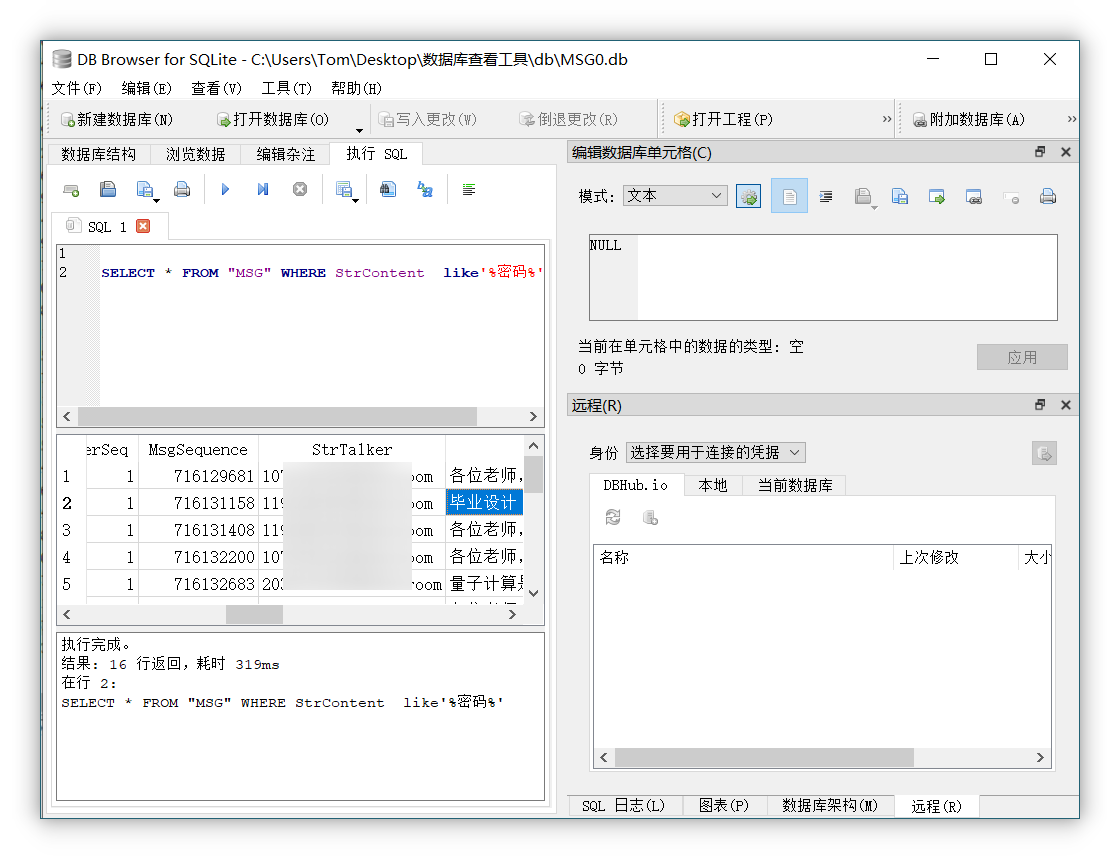 DB Browser for SQLite - C:\Users\Tom\Desktop\数据库查看工具\db\MSG0.db
文件(F) 编辑(E) 查看(V) 工具(T) 帮助(H)
新建数据库(N) 打开数据库(O) 写入更改(W) 倒退更改(R) 打开工程(P) » 附加数据库(A) »
数据库结构 浏览数据 编辑杂注 执行 SQL
SQL 1
1
2 SELECT * FROM "MSG" WHERE StrContent  like'%密码%'
erSeq MsgSequence StrTalker
1 1 716129681 107 oom 各位老师,
2 1 716131158 119 oom 毕业设计
3 1 716131408 119 oom 各位老师,
4 1 716132200 107 oom 各位老师,
5 1 716132683 203 room 量子计算是
执行完成。
结果: 16 行返回，耗时 319ms
在行 2:
SELECT * FROM "MSG" WHERE StrContent  like'%密码%'
编辑数据库单元格(C)
模式: 文本
NULL
当前在单元格中的数据的类型: 空
0 字节
应用
远程(R)
身份 选择要用于连接的凭据
DBHub.io 本地 当前数据库
名称 上次修改 大小
SQL 日志(L) 图表(P) 数据库架构(M) 远程(R)